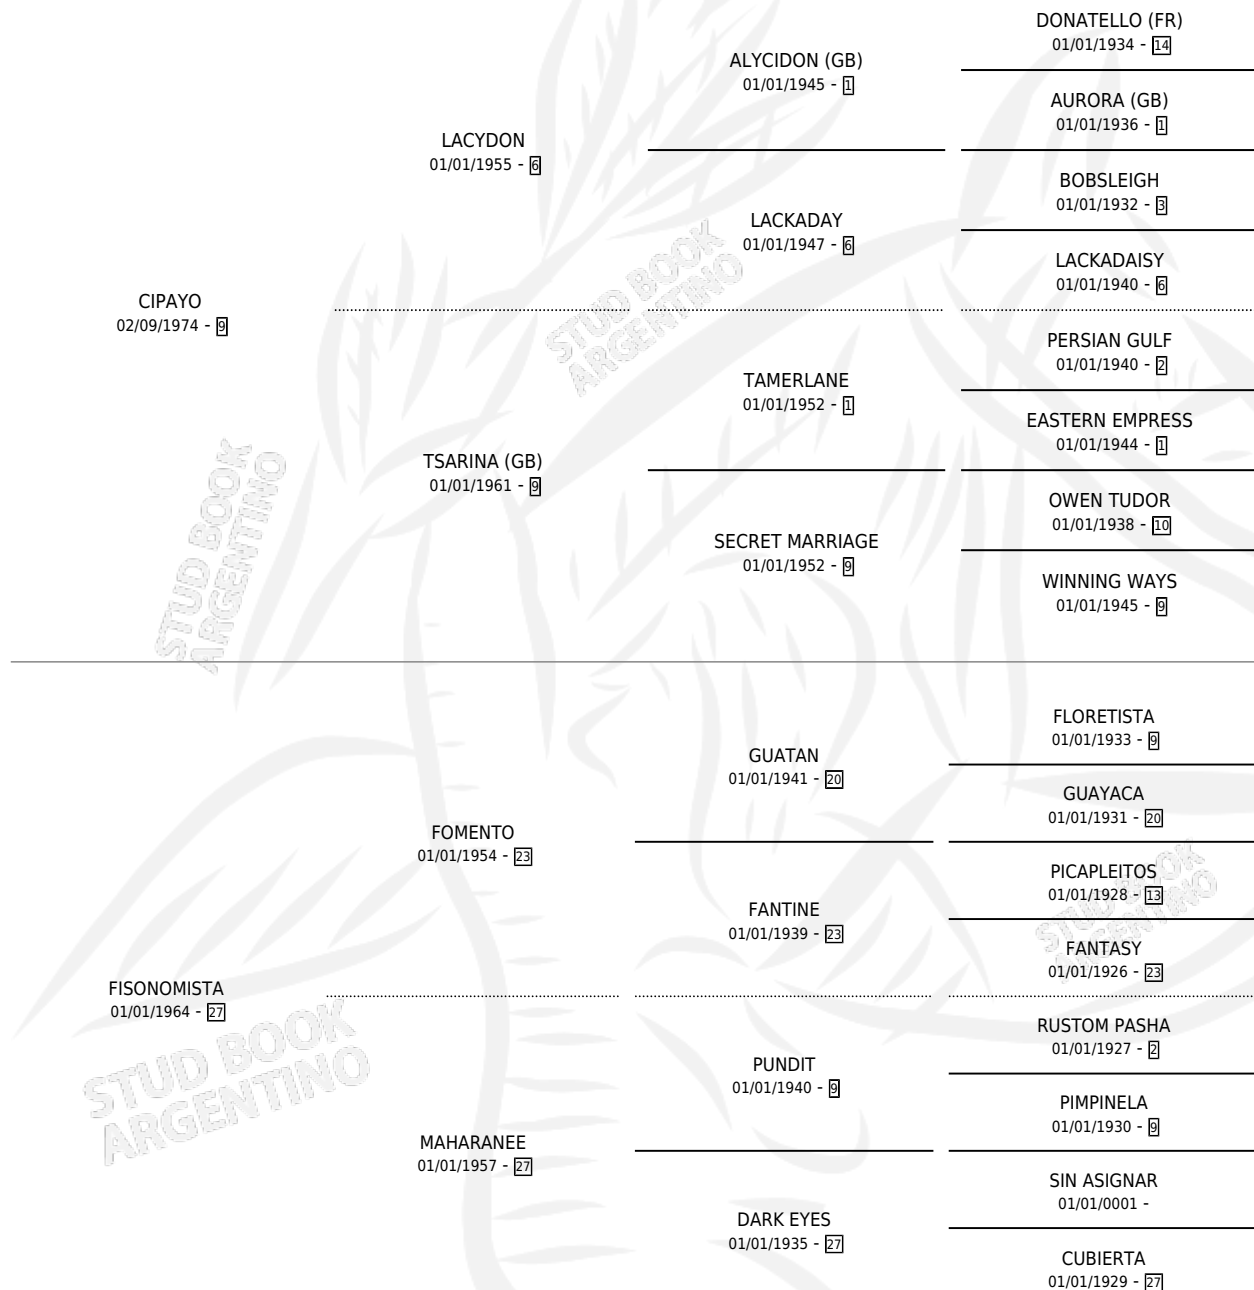 DONATELLO (FR)
01/01/1934 - 14
ALYCIDON (GB)
01/01/1945 - 1
AURORA (GB)
01/01/1936 - 1
LACYDON
01/01/1955 - 6
BOBSLEIGH
01/01/1932 - 3
LACKADAY
01/01/1947 - 6
LACKADAISY
01/01/1940 - 6
CIPAYO
02/09/1974 - 9
PERSIAN GULF
01/01/1940 - 2
TAMERLANE
01/01/1952 - 1
EASTERN EMPRESS
01/01/1944 - 1
TSARINA (GB)
01/01/1961 - 9
OWEN TUDOR
01/01/1938 - 10
SECRET MARRIAGE
01/01/1952 - 9
WINNING WAYS
01/01/1945 - 9
FLORETISTA
01/01/1933 - 9
GUATAN
01/01/1941 - 20
GUAYACA
01/01/1931 - 20
FOMENTO
01/01/1954 - 23
PICAPLEITOS
01/01/1928 - 13
FANTINE
01/01/1939 - 23
FANTASY
01/01/1926 - 23
FISONOMISTA
01/01/1964 - 27
RUSTOM PASHA
01/01/1927 - 2
PUNDIT
01/01/1940 - 9
PIMPINELA
01/01/1930 - 9
MAHARANEE
01/01/1957 - 27
SIN ASIGNAR
01/01/0001 -
DARK EYES
01/01/1935 - 27
CUBIERTA
01/01/1929 - 27
STUD BOOK
ARGENTINO
STUD BOOK
ARGENTINO
STUD BOOK
ARGENTINO
STUD BOOK
ARGENTINO